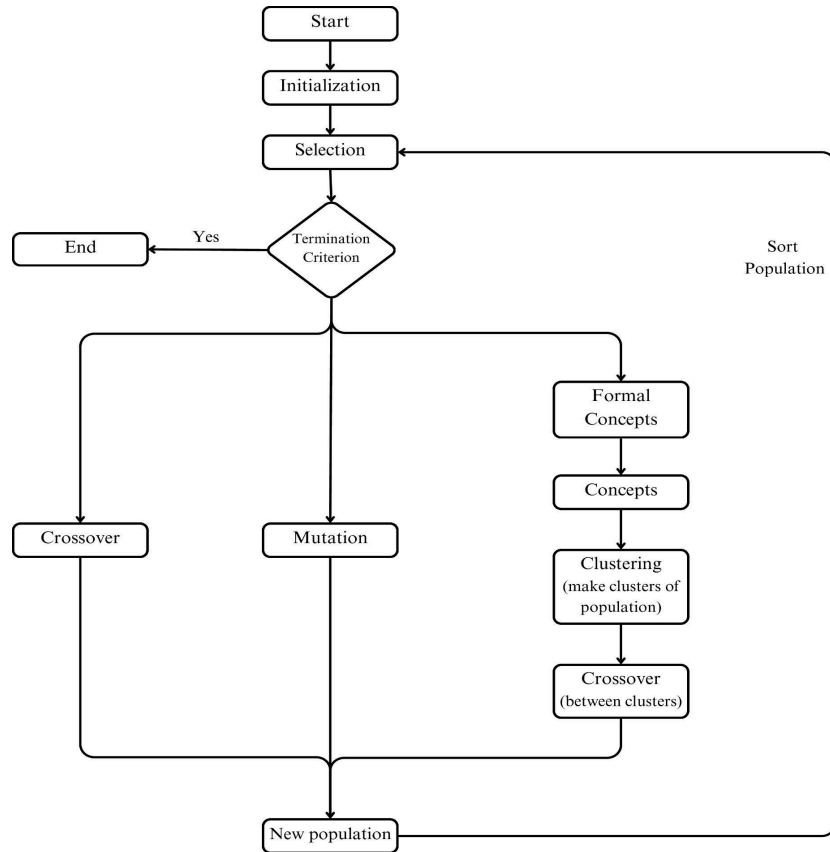 Start
Initialization
Selection
Termination
Criterion
Yes
End
Sort
Population
Formal
Concepts
Concepts
Crossover
Mutation
Clustering
(make clusters of
population)
Crossover
(between clusters)
New population